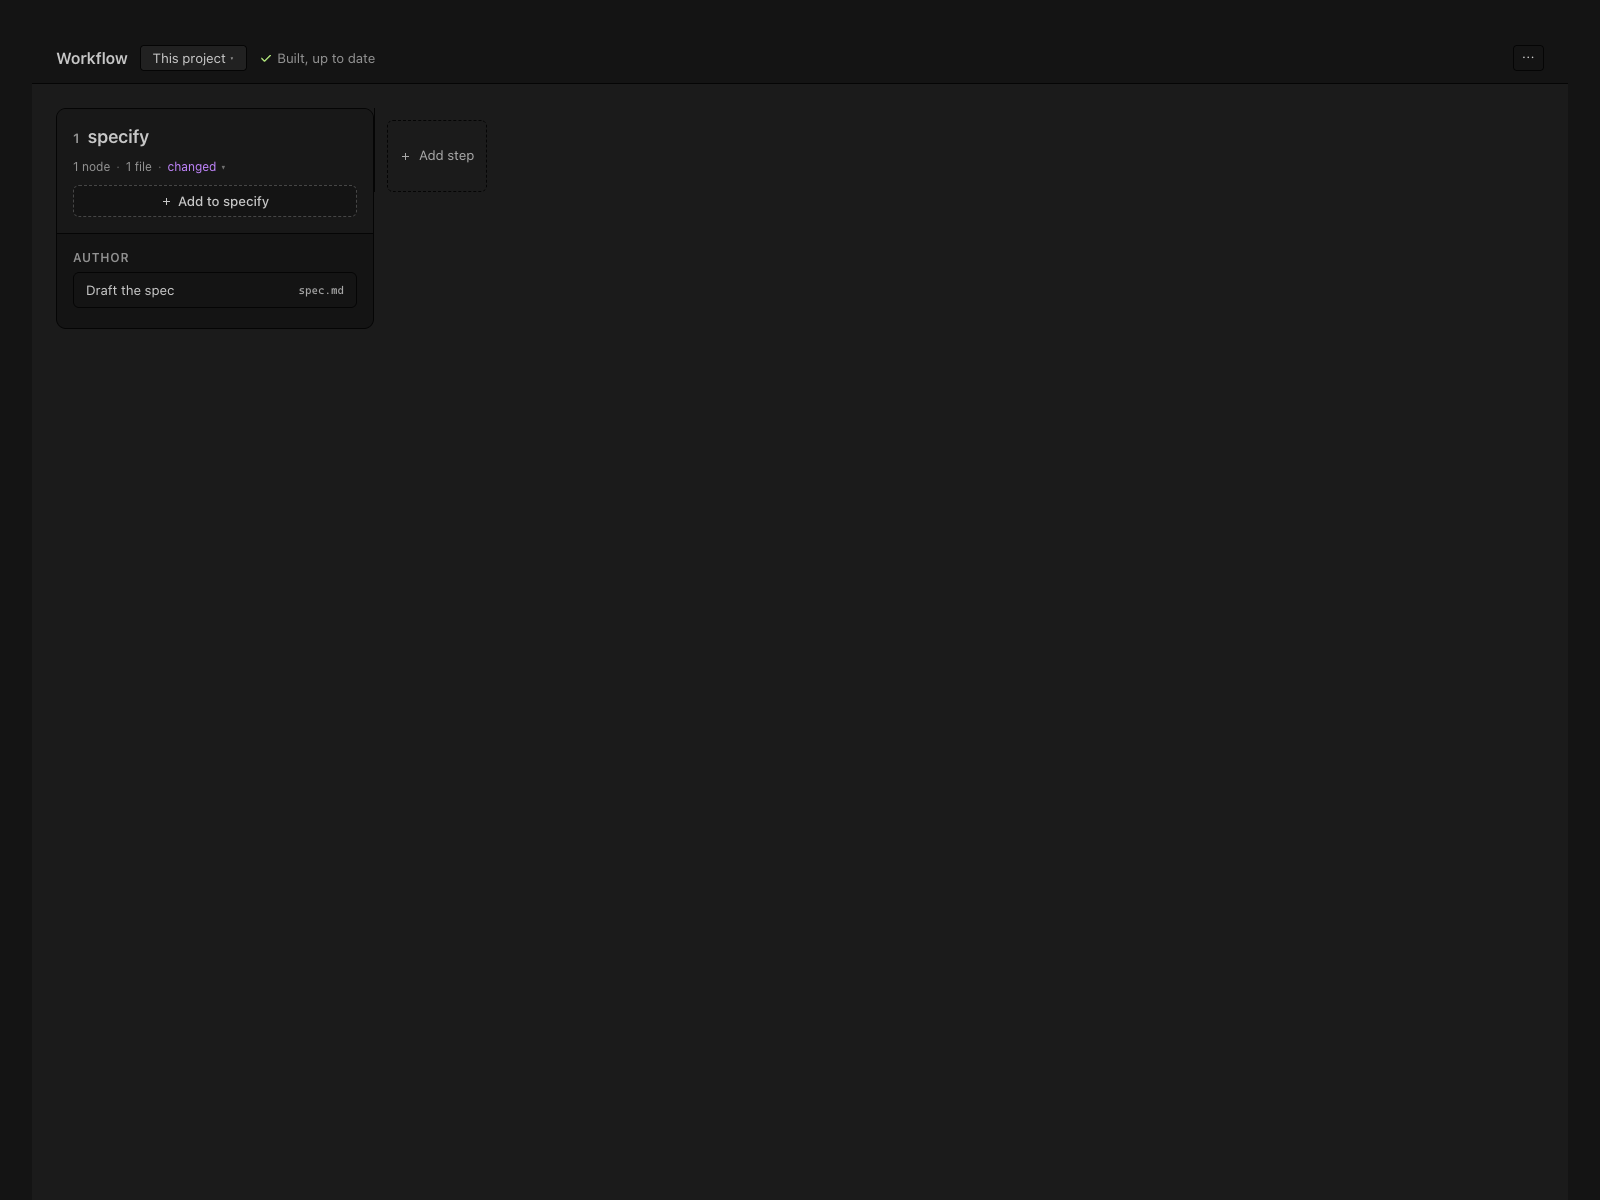 Workflow This project Built, up to date ...
1 specify
1 node · 1 file · changed
+ Add to specify
+ Add step
AUTHOR
Draft the spec spec.md